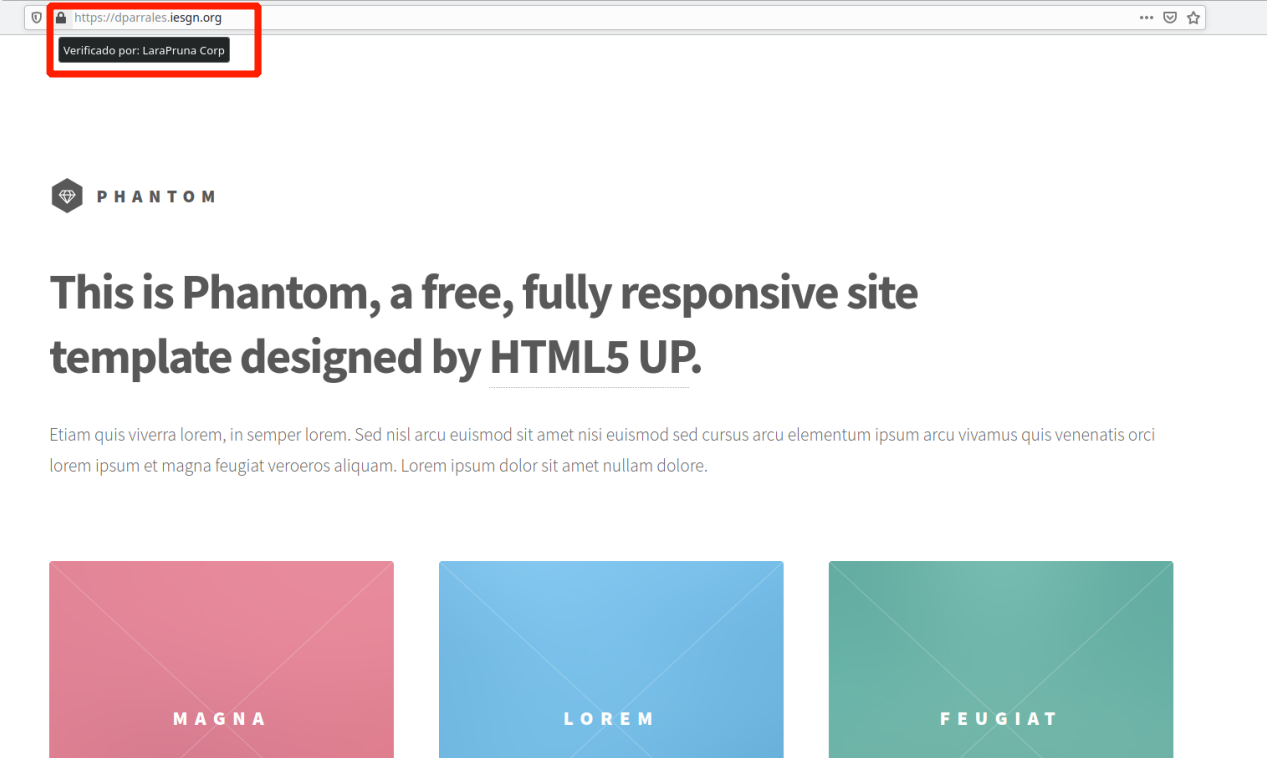 https://dparrales.iesgn.org
Verificado por: LaraPruna Corp
PHANTOM
This is Phantom, a free, fully responsive site
template designed by HTML5 UP.
Etiam quis viverra lorem, in semper lorem. Sed nisl arcu euismod sit amet nisi euismod sed cursus arcu elementum ipsum arcu vivamus quis venenatis orci
lorem ipsum et magna feugiat veroeros aliquam. Lorem ipsum dolor sit amet nullam dolore.
MAGNA
LOREM
FEUGIAT